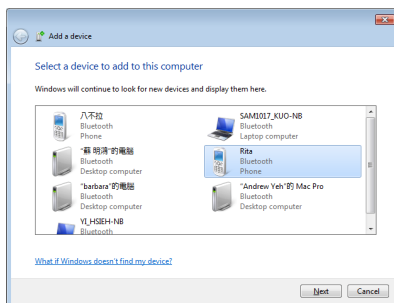 Add a device
Select a device to add to this computer
Windows will continue to look for new devices and display them here.
八不拉
Bluetooth
Phone
SAM1017_KUO-NB
Bluetooth
Laptop computer
"蘇 明鴻"的電腦
Bluetooth
Desktop computer
Rita
Bluetooth
Phone
"barbara"的電腦
Bluetooth
Desktop computer
"Andrew Yeh"的 Mac Pro
Bluetooth
Desktop computer
YI_HSIEH-NB
Bluetooth
What if Windows doesn't find my device?
Next
Cancel